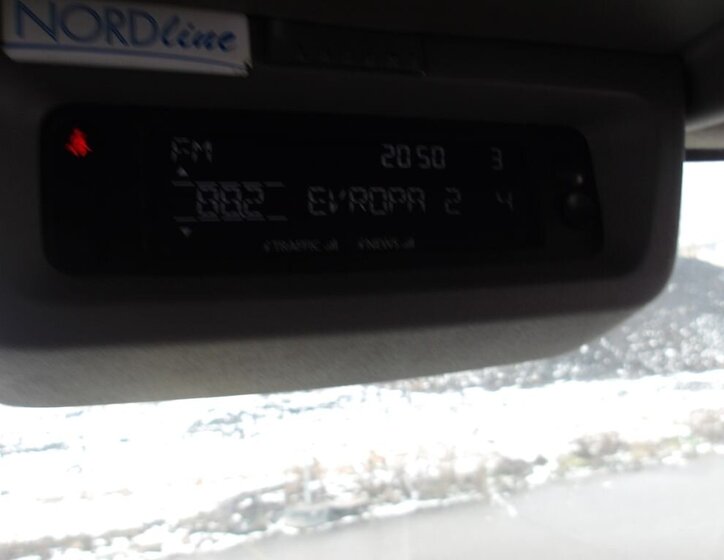 NORDline
FM 20 50 3
002 EVROPA 2 4
TRAFFIC NEWS